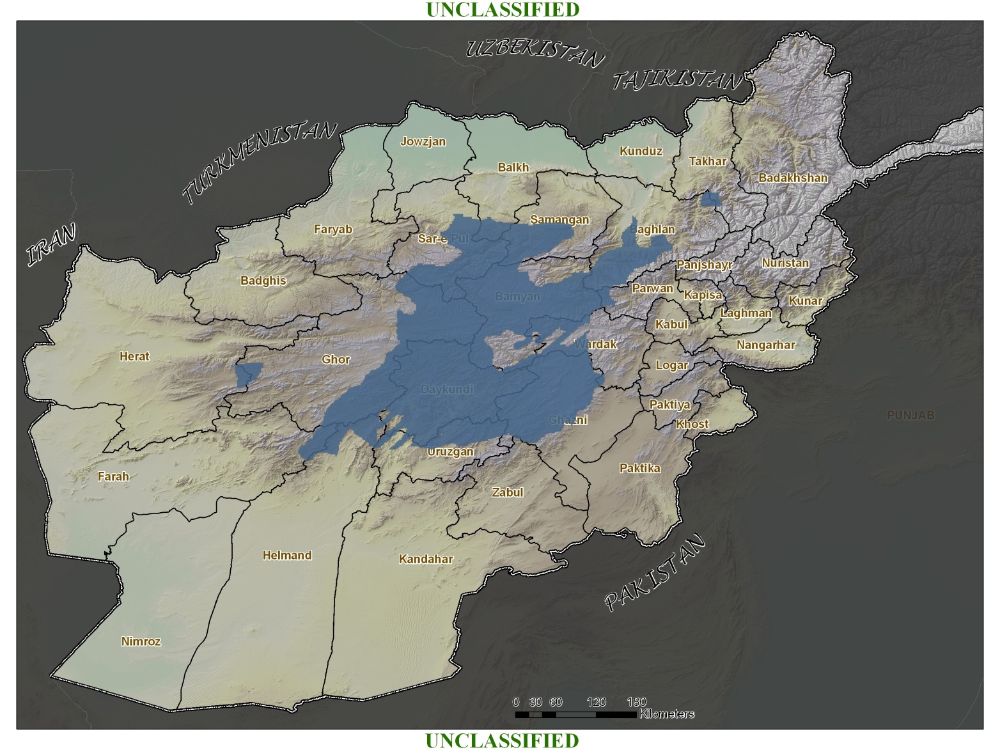 UNCLASSIFIED
UZBEKISTAN
TAJIKISTAN
TURKMENISTAN
IRAN
Jowzjan
Kunduz
Takhar
Balkh
Badakhshan
Samangan
Faryab
Baghlan
Sar-e Pul
Panjshayr
Nuristan
Badghis
Parwan
Kapisa
Bamyan
Kunar
Laghman
Kabul
Wardak
Nangarhar
Herat
Ghor
Logar
Daykundi
Paktiya
PUNJAB
Ghazni
Khost
Uruzgan
Paktika
Farah
Zabul
Helmand
Kandahar
PAKISTAN
Nimroz
0 30 60 120 180
Kilometers
UNCLASSIFIED